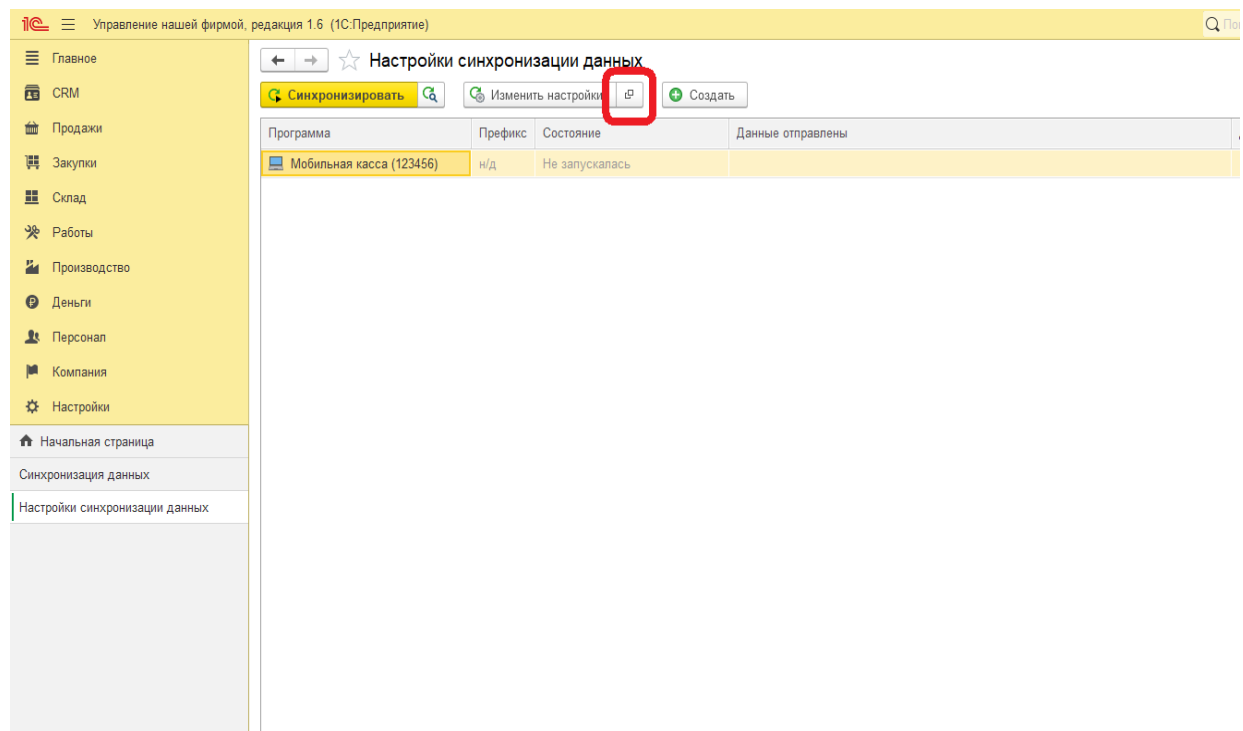 1С Управление нашей фирмой, редакция 1.6 (1С:Предприятие)
Главное
CRM
Продажи
Закупки
Склад
Работы
Производство
Деньги
Персонал
Компания
Настройки
Начальная страница
Синхронизация данных
Настройки синхронизации данных
Настройки синхронизации данных
Синхронизировать Изменить настройки Создать
Программа Префикс Состояние Данные отправлены
Мобильная касса (123456) н/д Не запускалась